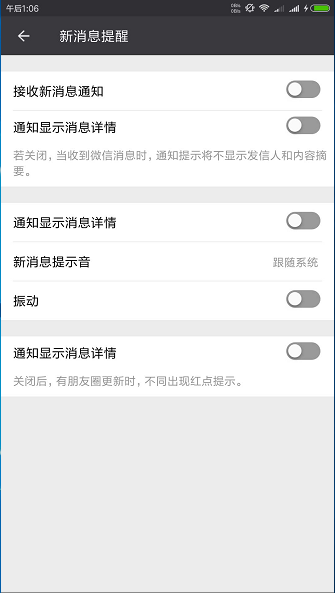 午后1:06
0B/s
0B/s
新消息提醒
接收新消息通知
通知显示消息详情
若关闭，当收到微信消息时，通知提示将不显示发信人和内容摘
要。
通知显示消息详情
新消息提示音 跟随系统
振动
通知显示消息详情
关闭后，有朋友圈更新时，不同出现红点提示。